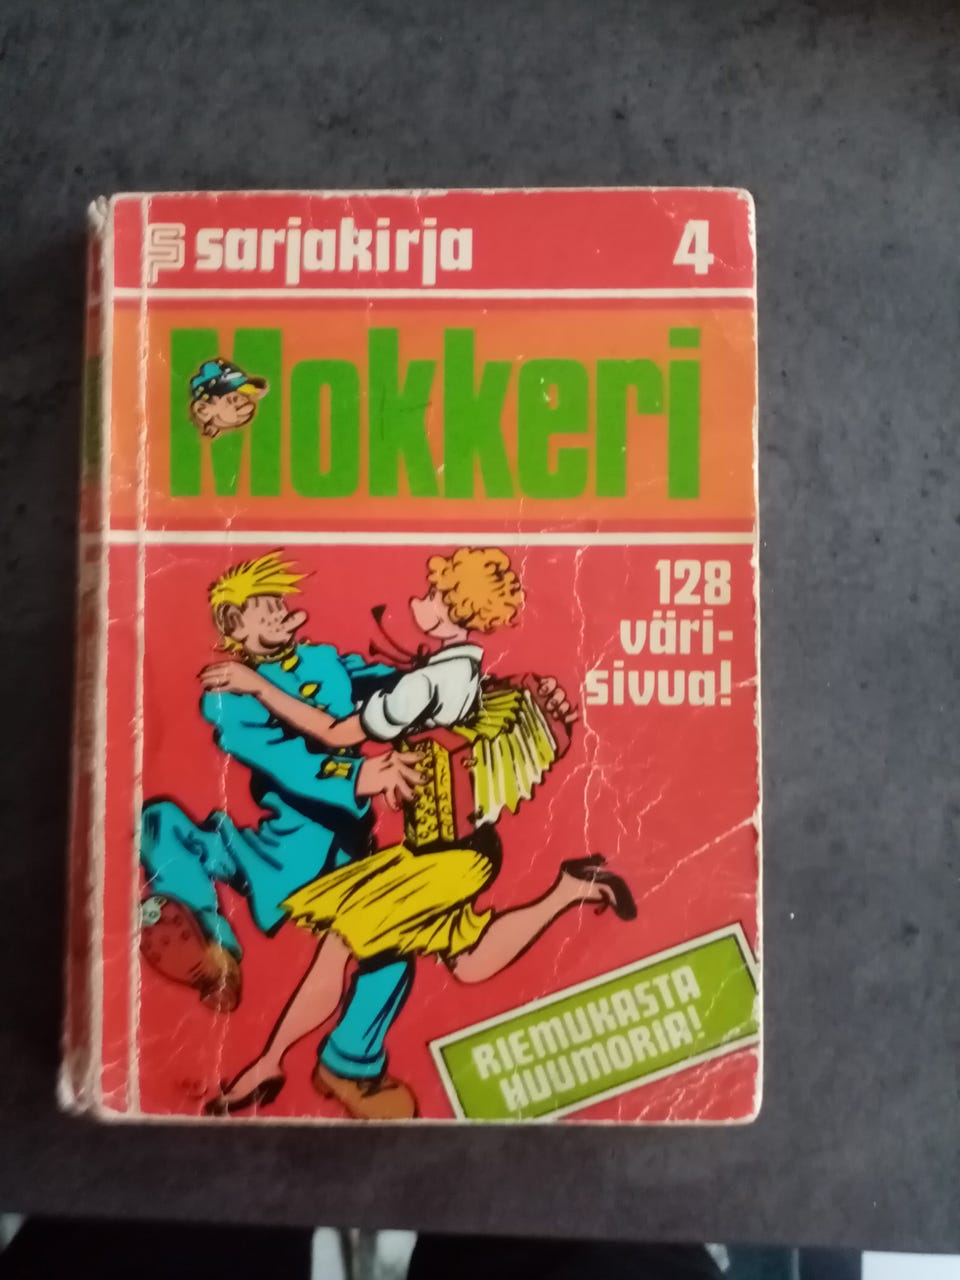 sarjakirja 4
Mokkeri
128
väri-
sivua!
RIEMUKASTA
HUUMORIA!